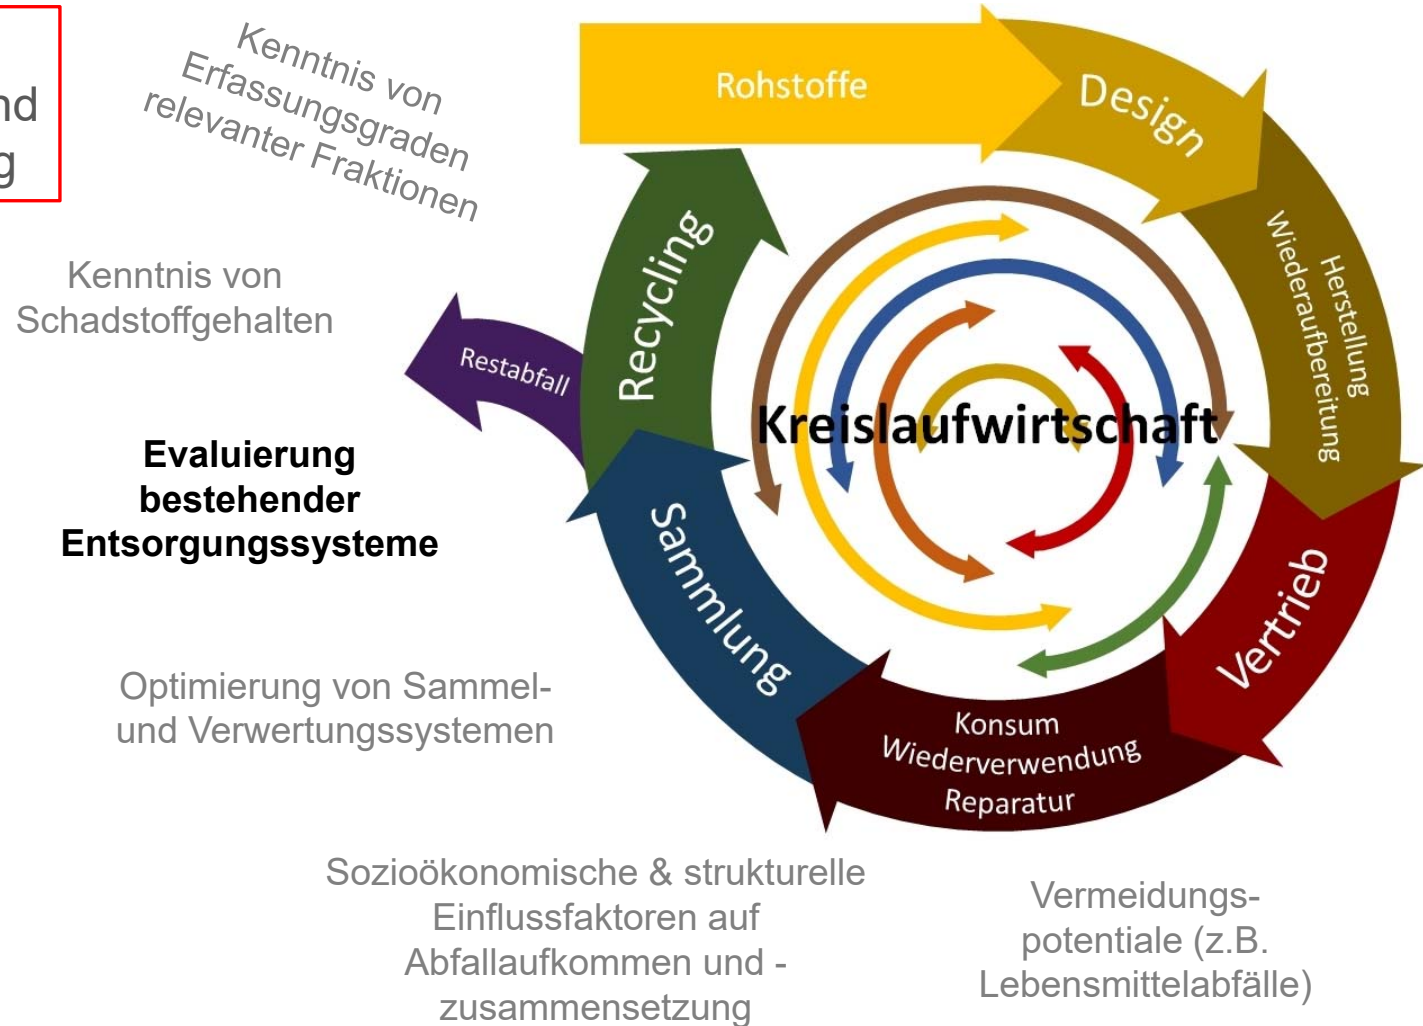 Kenntnis von
Erfassungsgraden
relevanter Fraktionen
Kenntnis von
Schadstoffgehalten
Evaluierung
bestehender
Entsorgungssysteme
Optimierung von Sammel-
und Verwertungssystemen
Sozioökonomische & strukturelle
Einflussfaktoren auf
Abfallaufkommen und -
zusammensetzung
Vermeidungs-
potentiale (z.B.
Lebensmittelabfälle)
Rohstoffe
Design
Herstellung
Wiederaufbereitung
Vertrieb
Konsum
Wiederverwendung
Reparatur
Sammlung
Recycling
Restabfall
Kreislaufwirtschaft